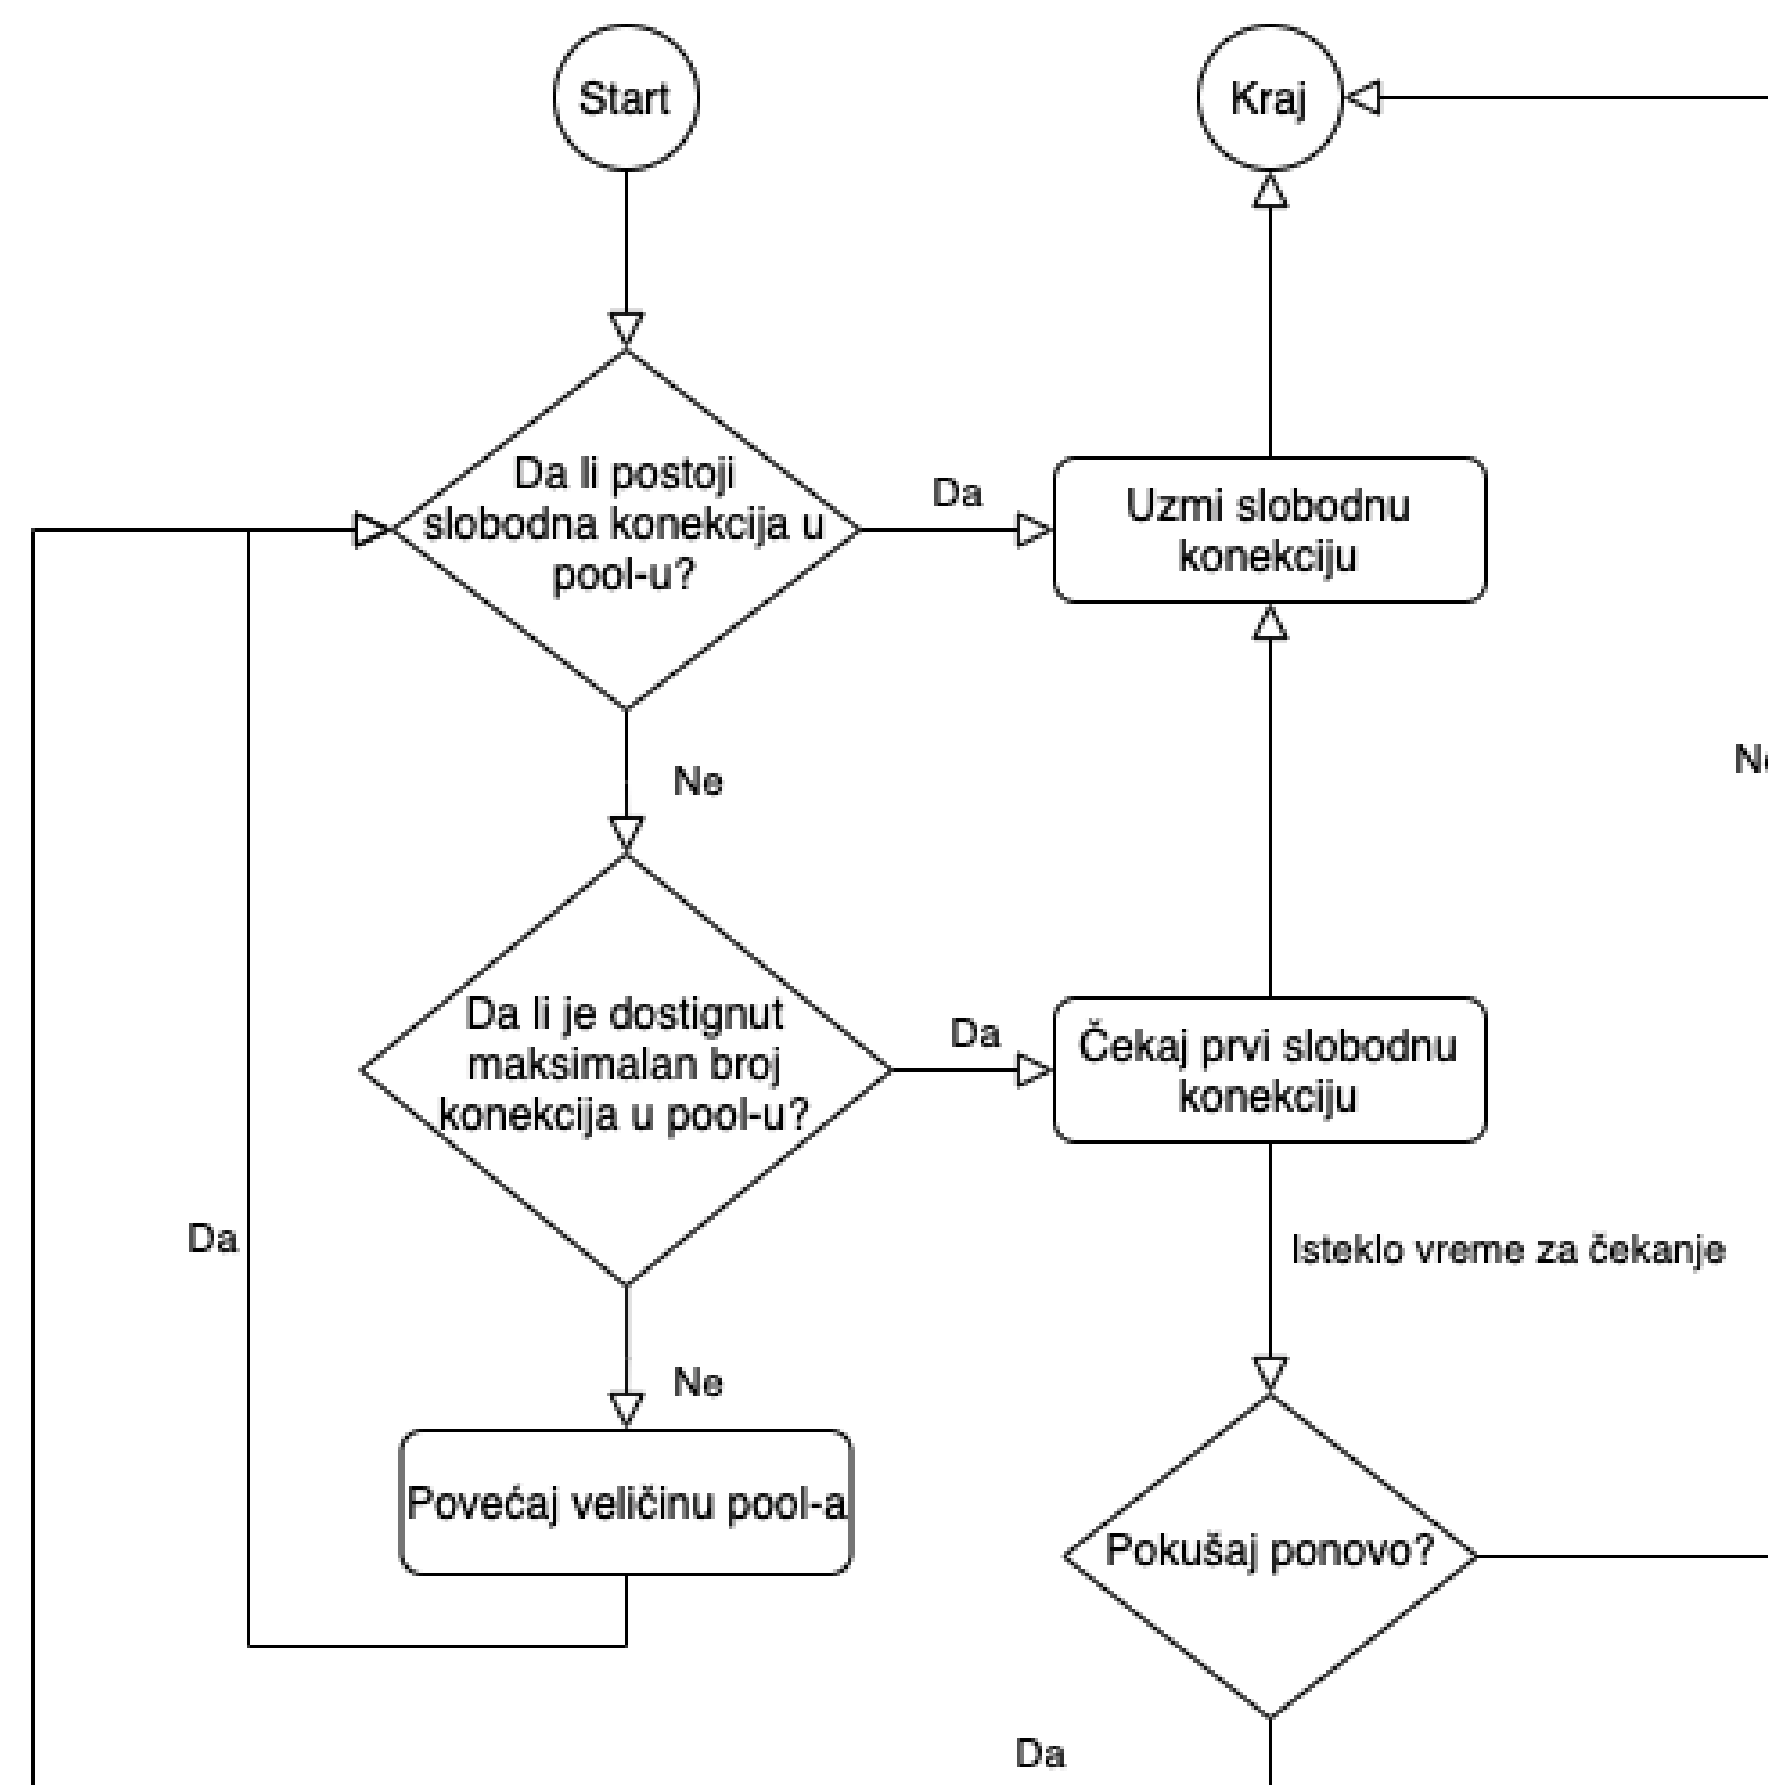 Start
Kraj
Da li postoji
slobodna konekcija u
pool-u?
Da
Uzmi slobodnu
konekciju
Ne
Da li je dostignut
maksimalan broj
konekcija u pool-u?
Da
Čekaj prvi slobodnu
konekciju
Da
Isteklo vreme za čekanje
Ne
Povećaj veličinu pool-a
Pokušaj ponovo?
Da